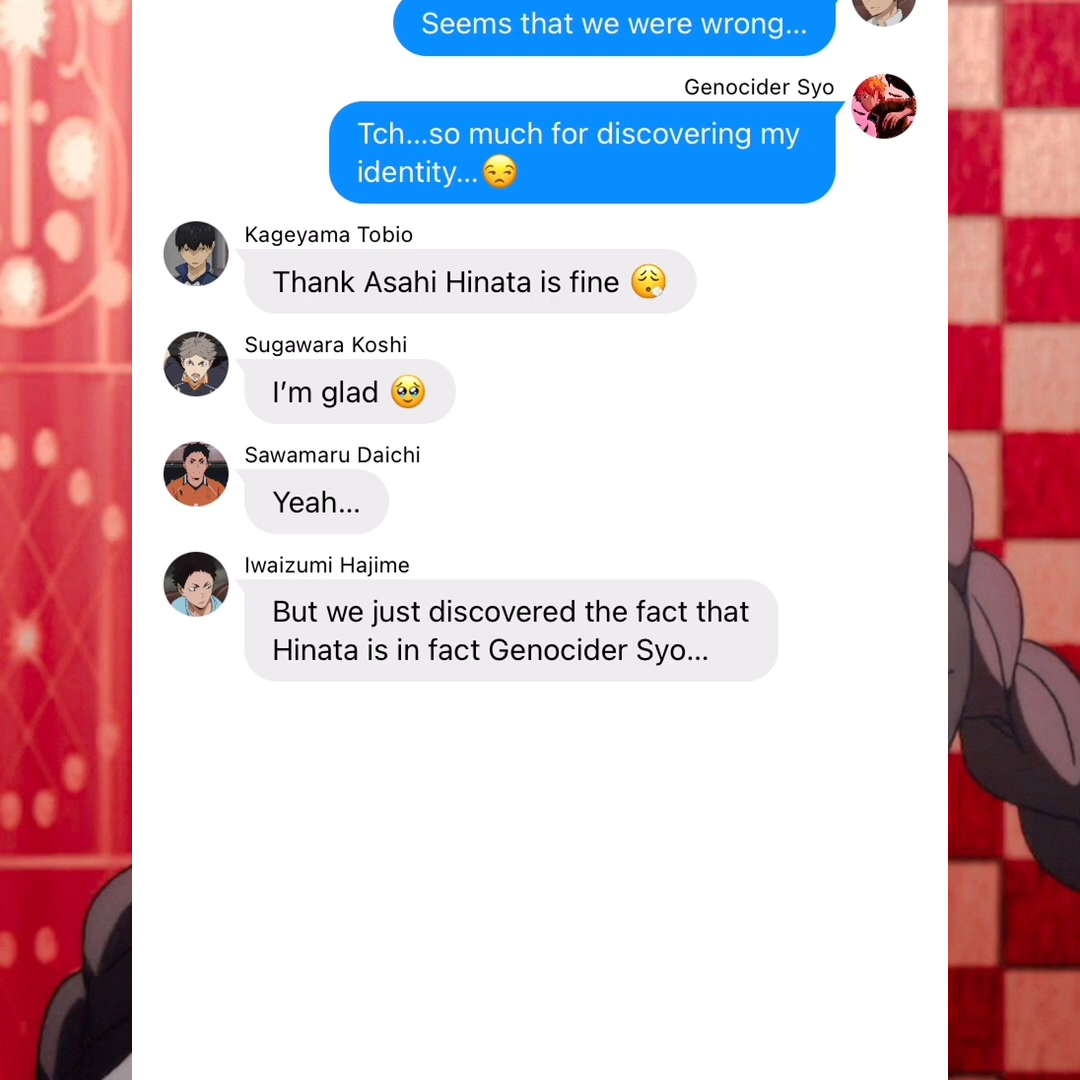 Seems that we were wrong...
Genocider Syo
Tch...so much for discovering my
identity...😒
Kageyama Tobio
Thank Asahi Hinata is fine 😮‍💨
Sugawara Koshi
I’m glad 🥹
Sawamaru Daichi
Yeah...
Iwaizumi Hajime
But we just discovered the fact that
Hinata is in fact Genocider Syo...